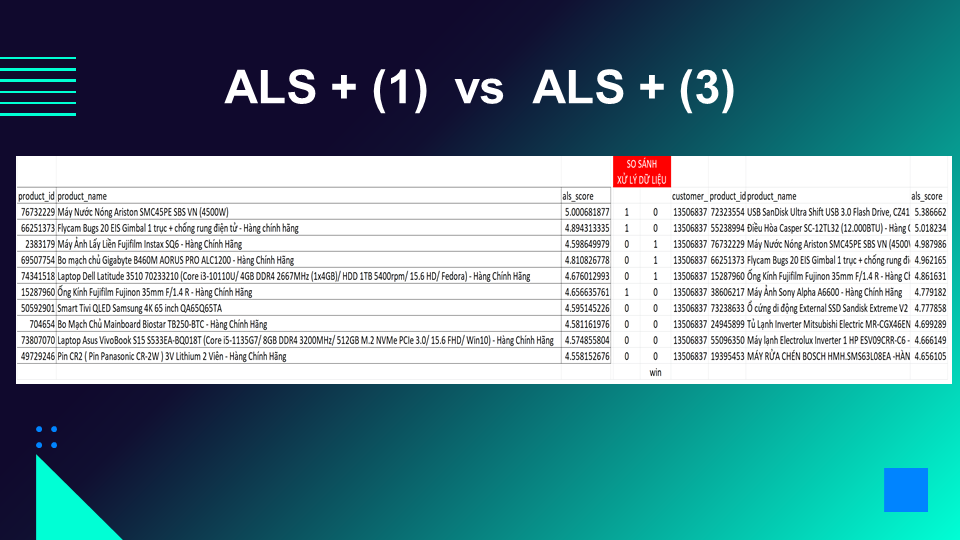 ALS + (1) vs ALS + (3)
SO SÁNH
XỬ LÝ DỮ LIỆU
product_id product_name als_score customer_ product_id product_name als_score
76732229 Máy Nước Nóng Ariston SMC45PE SBS VN (4500W) 5.000681877 1 0 13506837 72323554 USB SanDisk Ultra Shift USB 3.0 Flash Drive, CZ41 5.386662
66251373 Flycam Bugs 20 EIS Gimbal 1 trục + chống rung điện tử - Hàng chính hãng 4.894313335 0 0 13506837 55238994 Điều Hòa Casper SC-12TL32 (12.000BTU) - Hàng 5.018234
2383179 Máy Ảnh Lấy Liền Fujifilm Instax SQ6 - Hàng Chính Hãng 4.598649979 0 1 13506837 76732229 Máy Nước Nóng Ariston SMC45PE SBS VN (4500 4.987986
69507754 Bo mạch chủ Gigabyte B460M AORUS PRO ALC1200 - Hàng Chính Hãng 4.810826778 0 1 13506837 66251373 Flycam Bugs 20 EIS Gimbal 1 trục + chống rung 4.962165
74341518 Laptop Dell Latitude 3510 70233210 (Core i3-10110U/ 4GB DDR4 2667MHz (1x4GB)/ HDD 1TB 5400rpm/ 15.6 HD/ Fedora) - Hàng Chính Hãng 4.676012993 0 1 13506837 15287960 Ống Kính Fujifilm Fujinon 35mm F/1.4 R - Hàng 4.861631
15287960 Ống Kính Fujifilm Fujinon 35mm F/1.4 R - Hàng Chính Hãng 4.656635761 1 0 13506837 38606217 Máy Ảnh Sony Alpha A6600 - Hàng Chính Hãng 4.779182
50592901 Smart Tivi QLED Samsung 4K 65 inch QA65Q65TA 4.595145226 0 0 13506837 73238633 Ổ cứng di động External SSD Sandisk Extreme V2 4.777858
704654 Bo Mạch Chủ Mainboard Biostar TB250-BTC - Hàng Chính Hãng 4.581161976 0 0 13506837 24945899 Tủ Lạnh Inverter Mitsubishi Electric MR-CGX46EN 4.699289
73807070 Laptop Asus VivoBook S15 S533EA-BQ018T (Core i5-1135G7/ 8GB DDR4 3200MHz/ 512GB M.2 NVMe PCIe 3.0/ 15.6 FHD/ Win10) - Hàng Chính Hãng 4.574855804 0 0 13506837 55096350 Máy lạnh Electrolux Inverter 1 HP ESV09CRR-C6 - 4.666149
49729246 Pin CR2 ( Pin Panasonic CR-2W ) 3V Lithium 2 Viên - Hàng Chính Hãng 4.558152676 0 0 13506837 19395453 MÁY RỬA CHÉN BOSCH HMH.SMS63L08EA -HÀN 4.656105
win